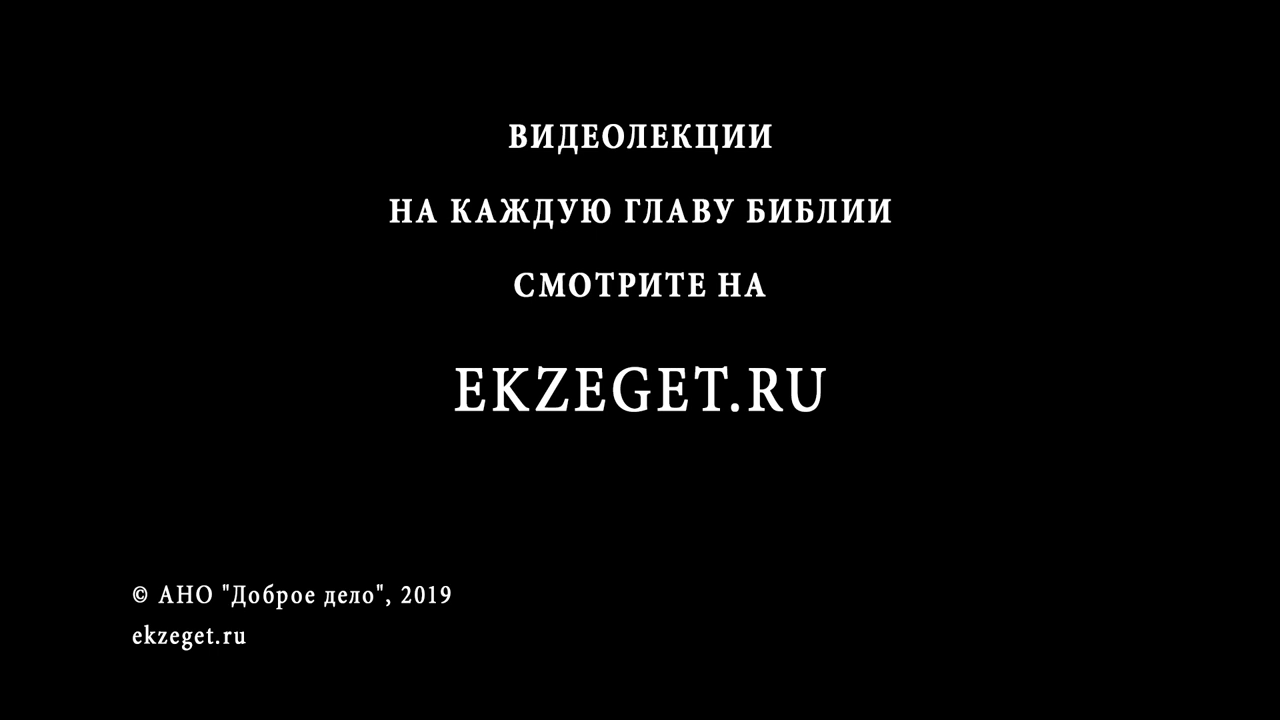 ВИДЕОЛЕКЦИИ
НА КАЖДУЮ ГЛАВУ БИБЛИИ
СМОТРИТЕ НА
EKZEGET.RU
© АНО "Доброе дело", 2019
ekzeget.ru